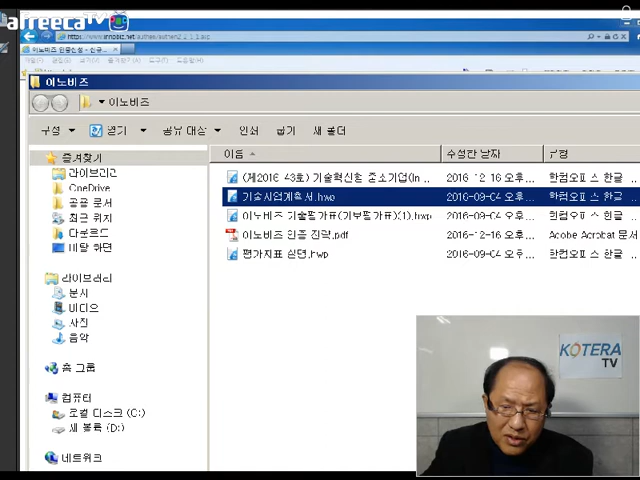 afreecaTV
이노비즈
▼ 이노비즈
구성 ▼ 열기 ▼ 공유 대상 ▼ 인쇄 굽기 새 폴더
즐겨찾기
라이브러리
OneDrive
공용 문서
최근 위치
다운로드
바탕 화면
라이브러리
문서
비디오
사진
음악
홈 그룹
컴퓨터
로컬 디스크 (C:)
새 볼륨 (D:)
네트워크
이름 수정한 날짜 유형
(제2016-43호) 기술혁신형 중소기업(In... 2016-12-16 오후... 한컴오피스 한글 ...
기술사업계획서.hwp 2016-09-04 오후... 한컴오피스 한글 ...
이노비즈 기술평가표(기보평가표)(1).hwp 2016-09-04 오후... 한컴오피스 한글 ...
이노비즈 인증 전략.pdf 2016-12-16 오후... Adobe Acrobat 문서
평가지표 설명.hwp 2016-09-04 오후... 한컴오피스 한글 ...
KOTERA
TV